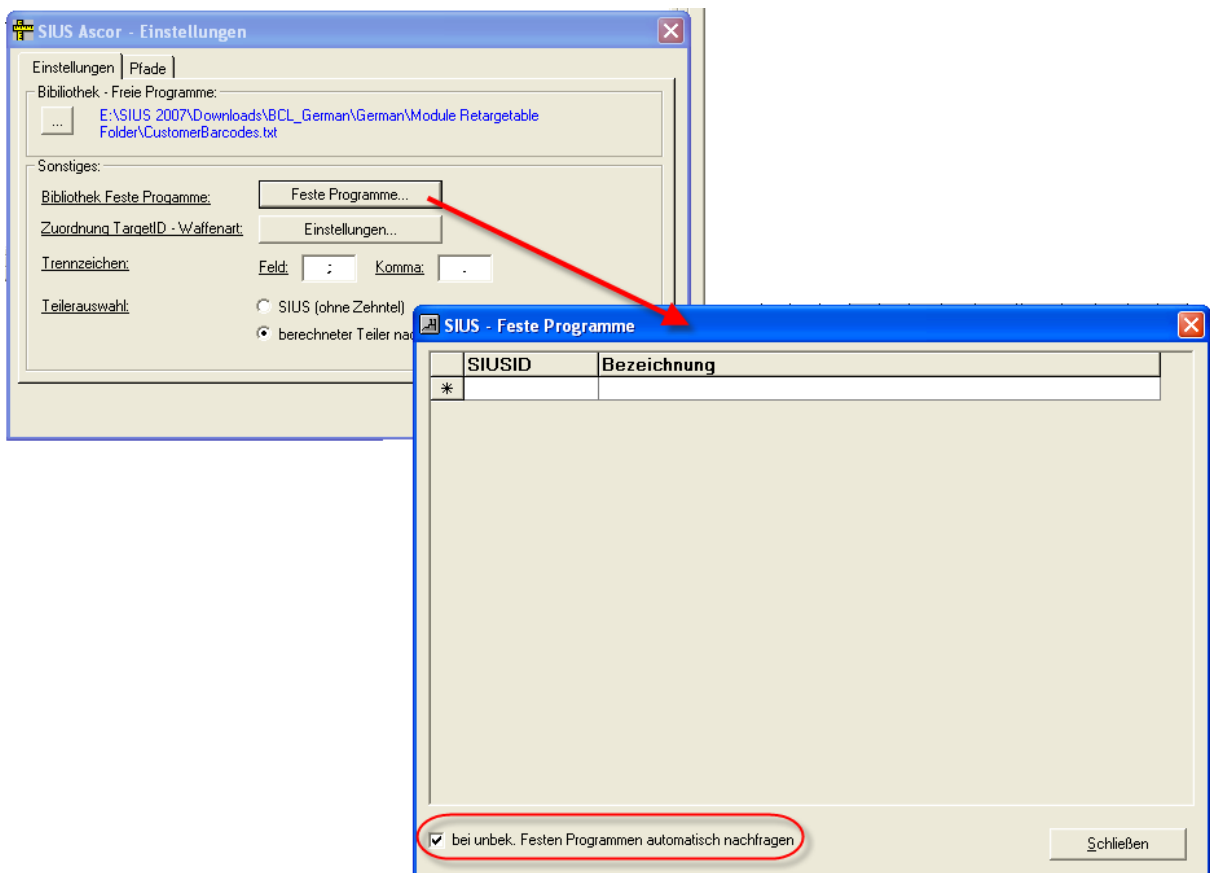 SIUS Ascor - Einstellungen
Einstellungen Pfade
Bibliothek - Freie Programme:
... E:\SIUS 2007\Downloads\BCL_German\German\Module Retargetable
Folder\CustomerBarcodes.txt
Sonstiges:
Bibliothek Feste Progamme: Feste Programme...
Zuordnung TargetID - Waffenart: Einstellungen...
Trennzeichen: Feld: ; Komma: .
Teilerauswahl: SIUS (ohne Zehntel)
berechneter Teiler nac
SIUS - Feste Programme
SIUSID Bezeichnung
*
bei unbek. Festen Programmen automatisch nachfragen
Schließen